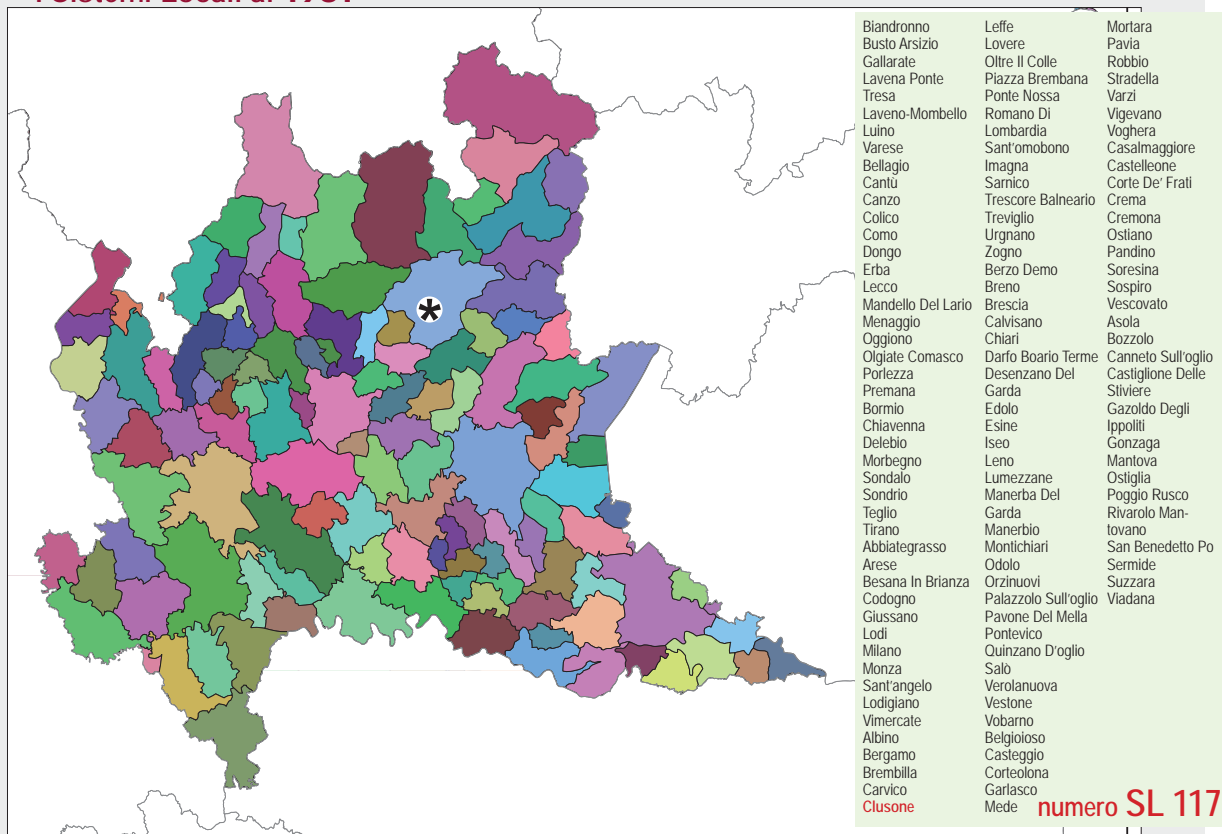 Biandronno
Busto Arsizio
Gallarate
Lavena Ponte
Tresa
Laveno-Mombello
Luino
Varese
Bellagio
Cantù
Canzo
Colico
Como
Dongo
Erba
Lecco
Mandello Del Lario
Menaggio
Oggiono
Olgiate Comasco
Porlezza
Premana
Bormio
Chiavenna
Delebio
Morbegno
Sondalo
Sondrio
Teglio
Tirano
Abbiategrasso
Arese
Besana In Brianza
Codogno
Giussano
Lodi
Milano
Monza
Sant'angelo
Lodigiano
Vimercate
Albino
Bergamo
Brembilla
Carvico
Clusone
Leffe
Lovere
Oltre Il Colle
Piazza Brembana
Ponte Nossa
Romano Di
Lombardia
Sant'omobono
Imagna
Sarnico
Trescore Balneario
Treviglio
Urgnano
Zogno
Berzo Demo
Breno
Brescia
Calvisano
Chiari
Darfo Boario Terme
Desenzano Del
Garda
Edolo
Esine
Iseo
Leno
Lumezzane
Manerba Del
Garda
Manerbio
Montichiari
Odolo
Orzinuovi
Palazzolo Sull'oglio
Pavone Del Mella
Pontevico
Quinzano D'oglio
Salò
Verolanuova
Vestone
Vobarno
Belgioioso
Casteggio
Corteolona
Garlasco
Mede
Mortara
Pavia
Robbio
Stradella
Varzi
Vigevano
Voghera
Casalmaggiore
Castelleone
Corte De' Frati
Crema
Cremona
Ostiano
Pandino
Soresina
Sospiro
Vescovato
Asola
Bozzolo
Canneto Sull'oglio
Castiglione Delle
Stiviere
Gazoldo Degli
Ippoliti
Gonzaga
Mantova
Ostiglia
Poggio Rusco
Rivarolo Man-
tovano
San Benedetto Po
Sermide
Suzzara
Viadana
numero SL 117